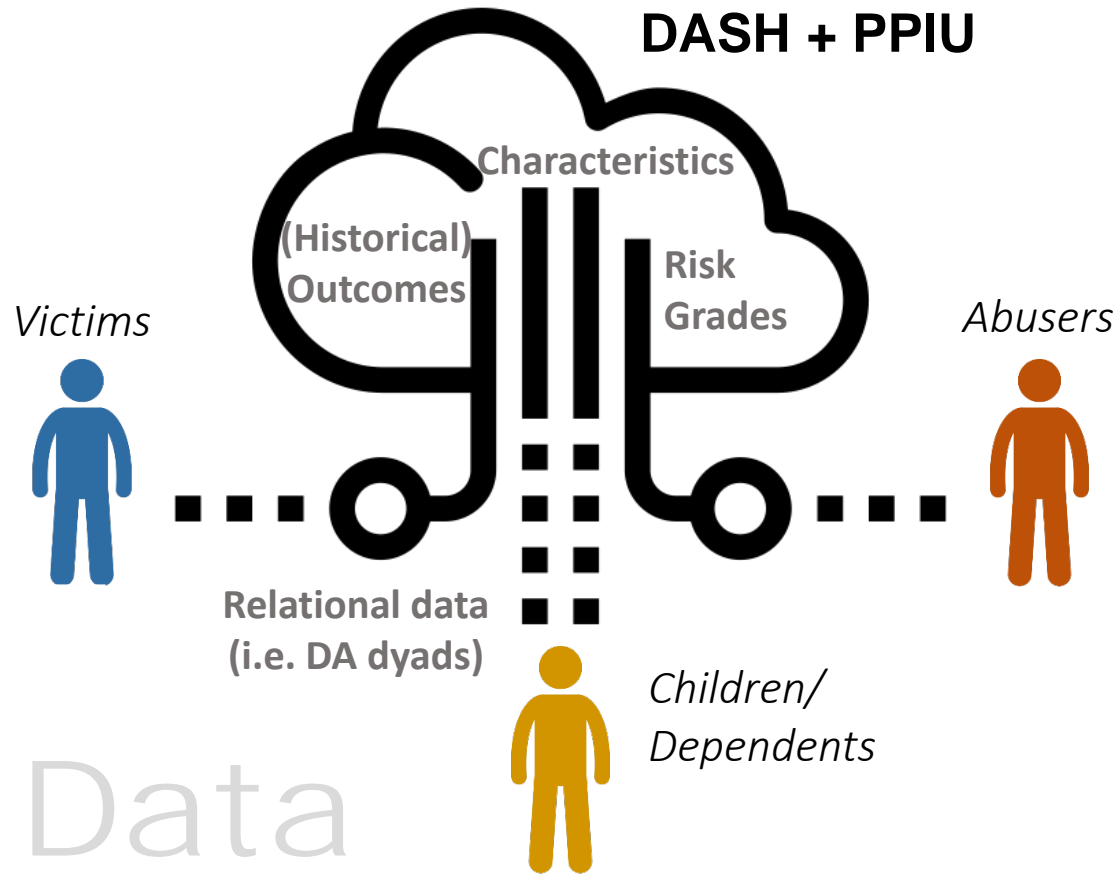 DASH + PPIU
Characteristics
(Historical)
Outcomes
Risk
Grades
Victims
Abusers
Relational data
(i.e. DA dyads)
Children/
Dependents
Data